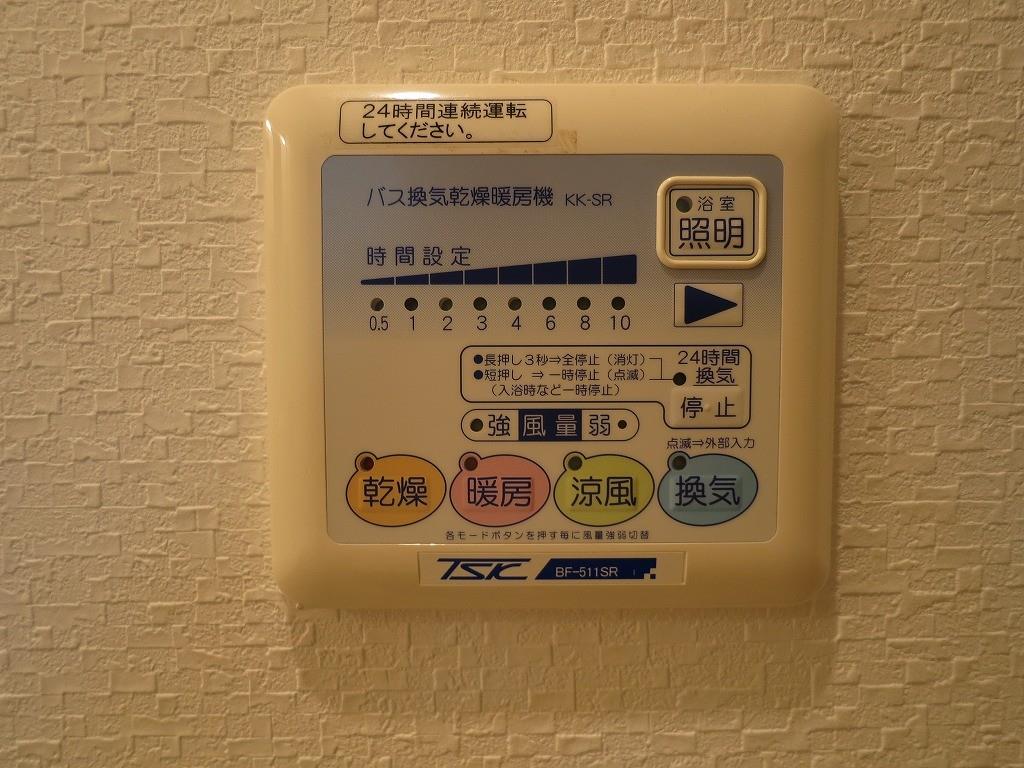 24時間連続運転
してください。
バス換気乾燥暖房機 KK-SR
浴室
照明
時間設定
0.5 1 2 3 4 6 8 10
●長押し3秒⇒全停止（消灯）
●短押し ⇒一時停止（点滅）
（入浴時など一時停止）
24時間
換気
停止
強 風量 弱
点滅⇒外部入力
乾燥 暖房 涼風 換気
各モードボタンを押す毎に風量強弱切替
TSK BF-511SR